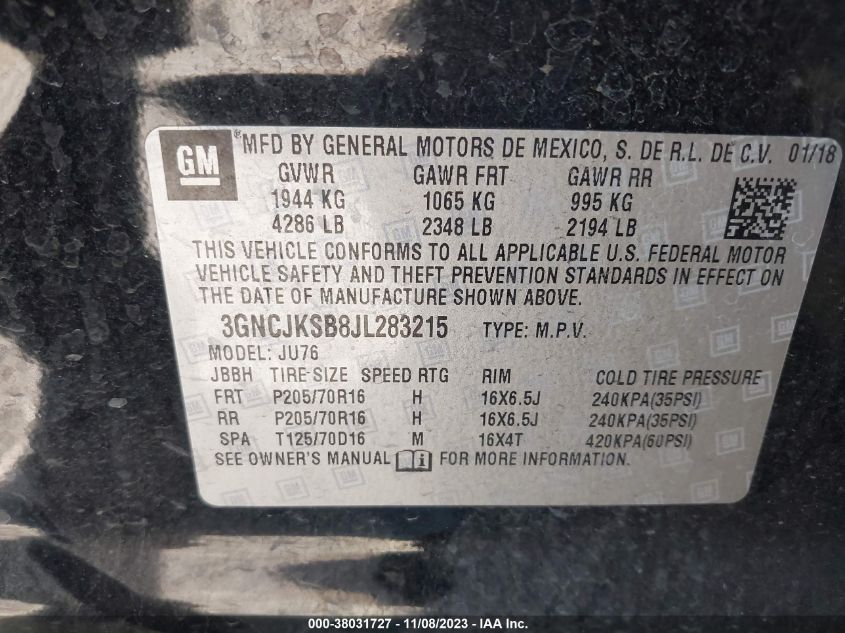 GM ® MFD BY GENERAL MOTORS DE MEXICO, S. DE R.L. DE C.V. 01/18
GVWR GAWR FRT GAWR RR
1944 KG 1065 KG 995 KG
4286 LB 2348 LB 2194 LB
THIS VEHICLE CONFORMS TO ALL APPLICABLE U.S. FEDERAL MOTOR
VEHICLE SAFETY AND THEFT PREVENTION STANDARDS IN EFFECT ON
THE DATE OF MANUFACTURE SHOWN ABOVE.
3GNCJKSB8JL283215 TYPE: M.P.V.
MODEL: JU76
JBBH TIRE SIZE SPEED RTG RIM COLD TIRE PRESSURE
FRT P205/70R16 H 16X6.5J 240KPA(35PSI)
RR P205/70R16 H 16X6.5J 240KPA(35PSI)
SPA T125/70D16 M 16X4T 420KPA(60PSI)
SEE OWNER'S MANUAL FOR MORE INFORMATION.
000-38031727 - 11/08/2023 - IAA Inc.